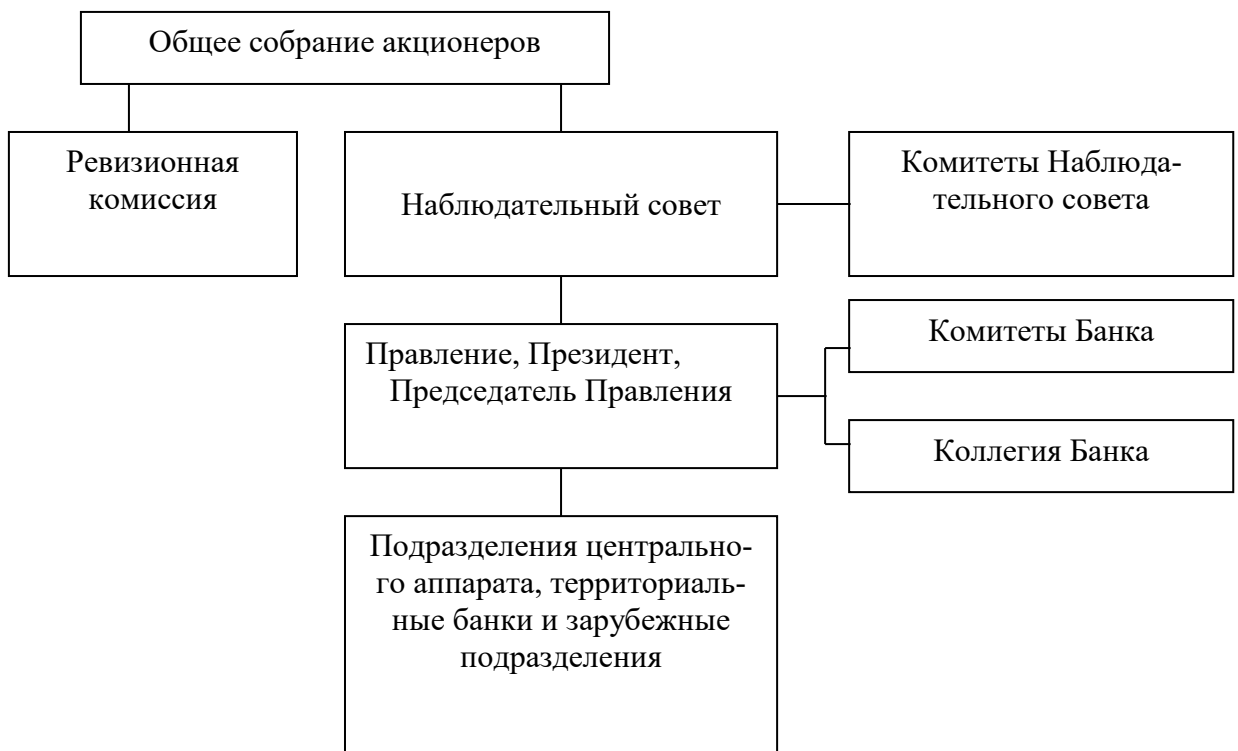 Общее собрание акционеров
Ревизионная
комиссия
Наблюдательный совет
Комитеты Наблюда-
тельного совета
Правление, Президент,
Председатель Правления
Комитеты Банка
Коллегия Банка
Подразделения центрально-
го аппарата, территориаль-
ные банки и зарубежные
подразделения